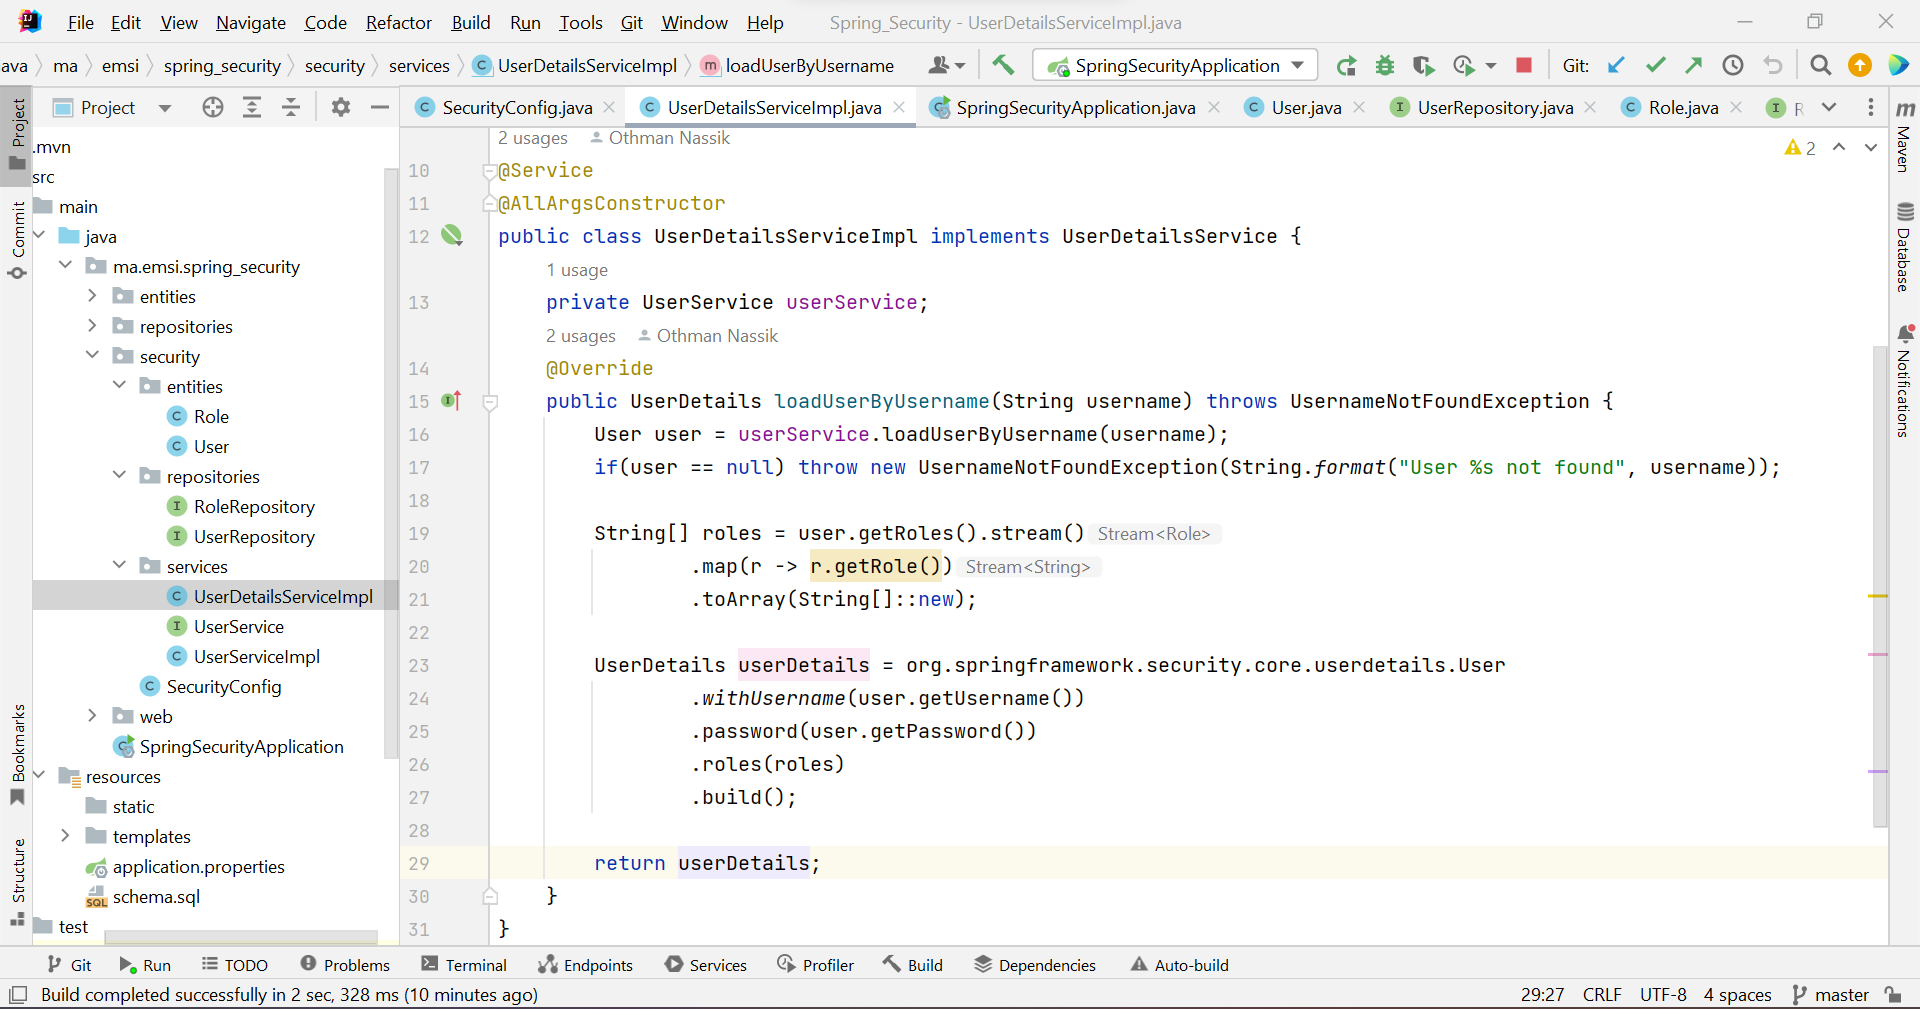 File Edit View Navigate Code Refactor Build Run Tools Git Window Help Spring_Security - UserDetailsServiceImpl.java
ava ma emsi spring_security security services UserDetailsServiceImpl loadUserByUsername SpringSecurityApplication Git:
Project SecurityConfig.java UserDetailsServiceImpl.java SpringSecurityApplication.java User.java UserRepository.java Role.java
Project
Commit
Bookmarks
Structure
.mvn
src
main
java
ma.emsi.spring_security
entities
repositories
security
entities
Role
User
repositories
RoleRepository
UserRepository
services
UserDetailsServiceImpl
UserService
UserServiceImpl
SecurityConfig
web
SpringSecurityApplication
resources
static
templates
application.properties
schema.sql
test
2 usages Othman Nassik
2
10 @Service
11 @AllArgsConstructor
12 public class UserDetailsServiceImpl implements UserDetailsService {
1 usage
13 private UserService userService;
2 usages Othman Nassik
14 @Override
15 public UserDetails loadUserByUsername(String username) throws UsernameNotFoundException {
16 User user = userService.loadUserByUsername(username);
17 if(user == null) throw new UsernameNotFoundException(String.format("User %s not found", username));
18
19 String[] roles = user.getRoles().stream() Stream<Role>
20 .map(r -> r.getRole()) Stream<String>
21 .toArray(String[]::new);
22
23 UserDetails userDetails = org.springframework.security.core.userdetails.User
24 .withUsername(user.getUsername())
25 .password(user.getPassword())
26 .roles(roles)
27 .build();
28
29 return userDetails;
30 }
31 }
Maven
Database
Notifications
Git Run TODO Problems Terminal Endpoints Services Profiler Build Dependencies Auto-build
Build completed successfully in 2 sec, 328 ms (10 minutes ago) 29:27 CRLF UTF-8 4 spaces master